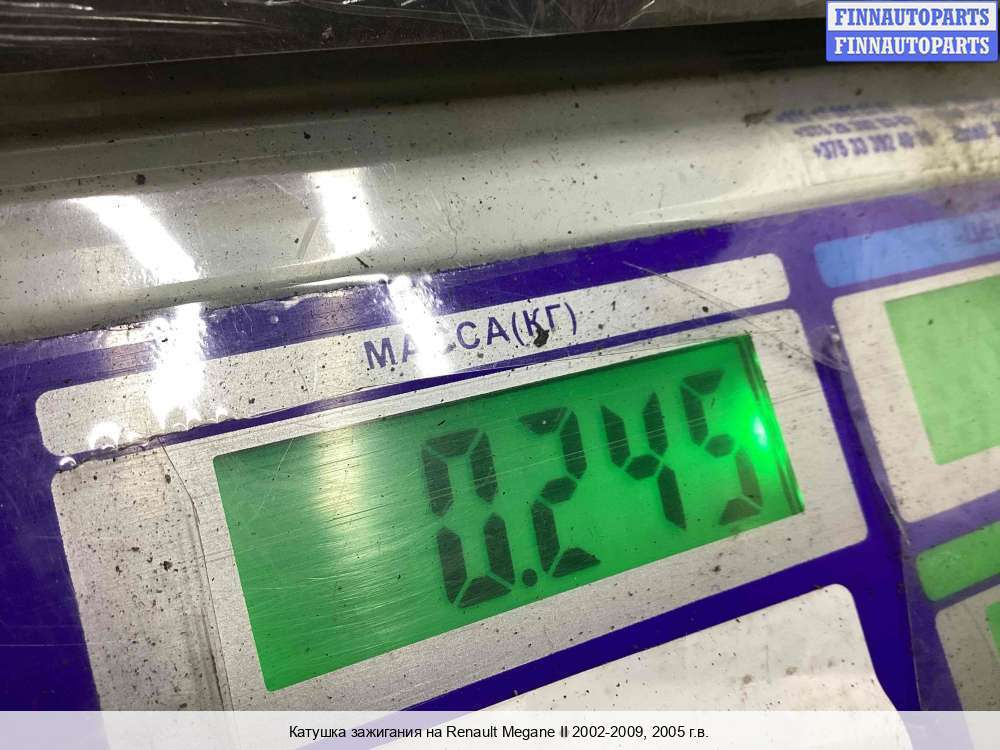 FINNAUTOPARTS
FINNAUTOPARTS
МАССА(КГ)
0.245
Катушка зажигания на Renault Megane II 2002-2009, 2005 г.в.